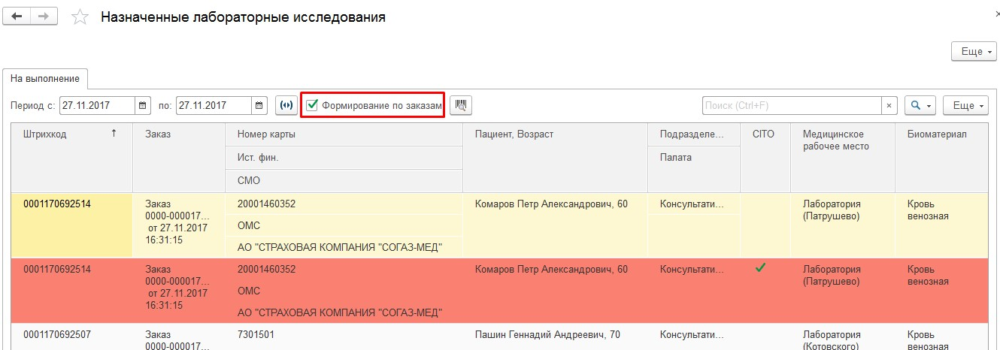 Назначенные лабораторные исследования
Еще
На выполнение
Период с: 27.11.2017 по: 27.11.2017 Формирование по заказам Поиск (Ctrl+F) × Еще
Штрихкод ↑ Заказ Номер карты Пациент, Возраст Подразделе... CITO Медицинское Биоматериал
рабочее место
Ист. фин. Палата
СМО
0001170692514 Заказ 20001460352 Комаров Петр Александрович, 60 Консультати... Лаборатория Кровь
0000-000017... (Патрушево) венозная
от 27.11.2017 ОМС
16:31:15 АО "СТРАХОВАЯ КОМПАНИЯ "СОГАЗ-МЕД"
0001170692514 Заказ 20001460352 Комаров Петр Александрович, 60 Консультати... Лаборатория Кровь
0000-000017... (Патрушево) венозная
от 27.11.2017 ОМС
16:31:15 АО "СТРАХОВАЯ КОМПАНИЯ "СОГАЗ-МЕД"
0001170692507 Заказ 7301501 Пашин Геннадий Андреевич, 70 Консультати... Лаборатория Кровь
0000-000017... (Котовского) венозная